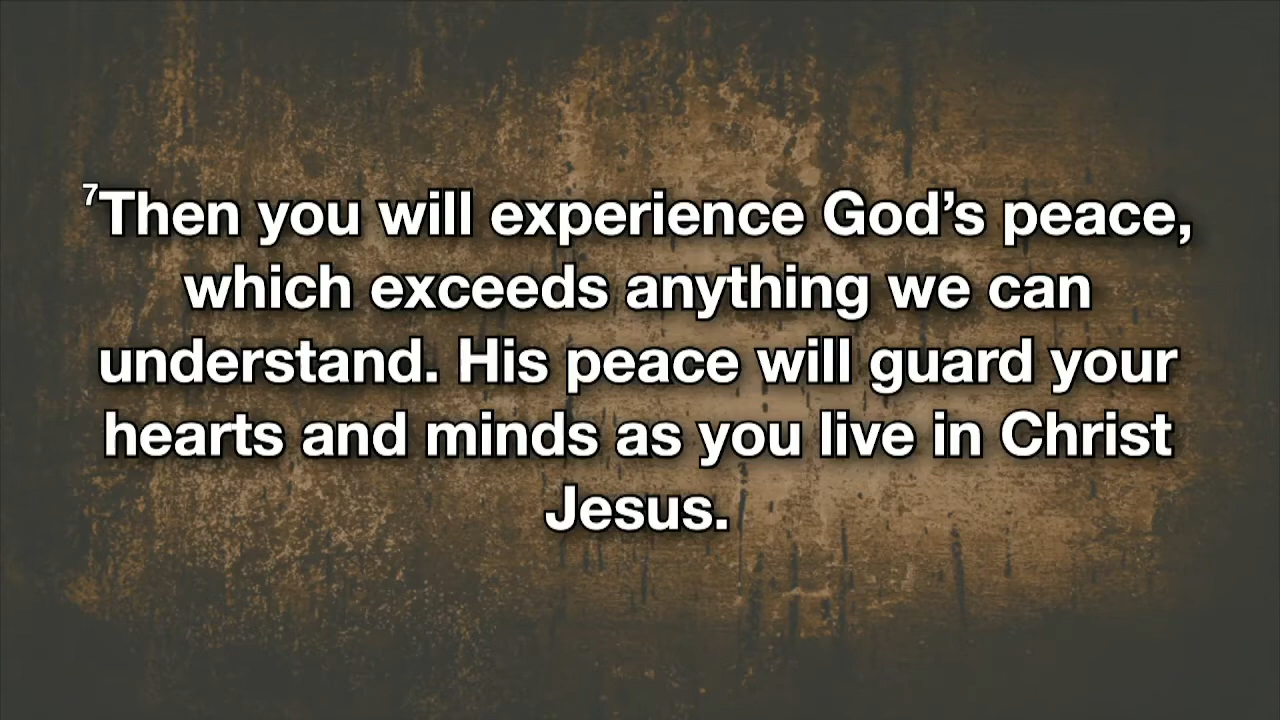 ⁷Then you will experience God’s peace,
which exceeds anything we can
understand. His peace will guard your
hearts and minds as you live in Christ
Jesus.